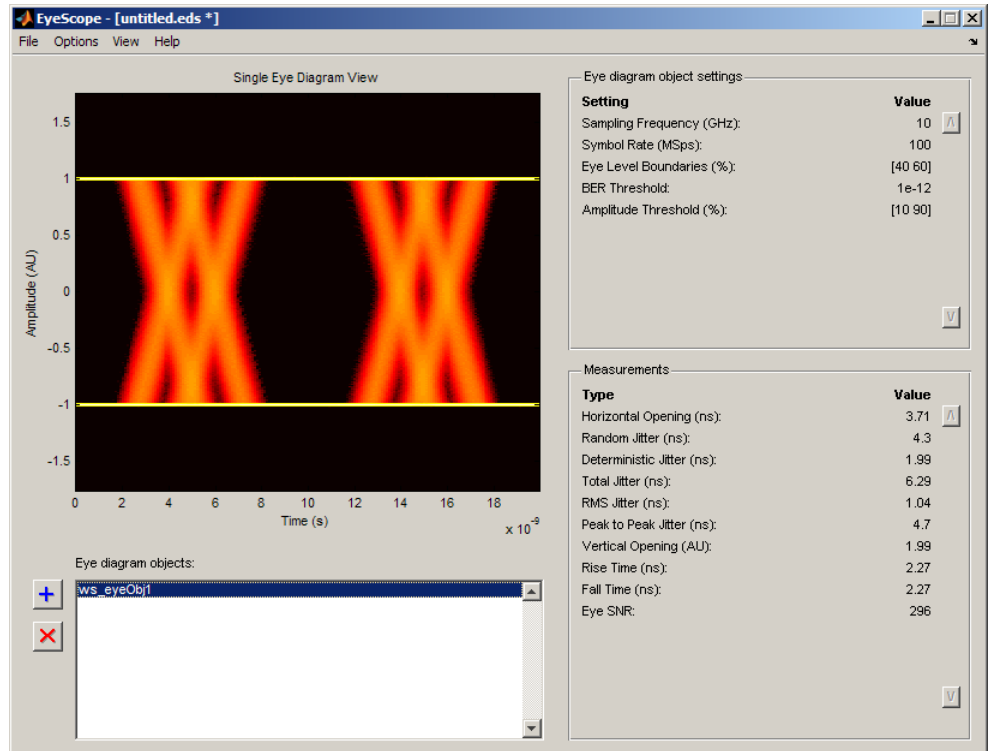 EyeScope - [untitled.eds *]
File Options View Help
Single Eye Diagram View
1.5
1
0.5
0
-0.5
-1
-1.5
Amplitude (AU)
0 2 4 6 8 10 12 14 16 18
Time (s)
x 10^-9
Eye diagram objects:
ws_eyeObj1
Eye diagram object settings
Setting Value
Sampling Frequency (GHz): 10
Symbol Rate (MSps): 100
Eye Level Boundaries (%): [40 60]
BER Threshold: 1e-12
Amplitude Threshold (%): [10 90]
Measurements
Type Value
Horizontal Opening (ns): 3.71
Random Jitter (ns): 4.3
Deterministic Jitter (ns): 1.99
Total Jitter (ns): 6.29
RMS Jitter (ns): 1.04
Peak to Peak Jitter (ns): 4.7
Vertical Opening (AU): 1.99
Rise Time (ns): 2.27
Fall Time (ns): 2.27
Eye SNR: 296